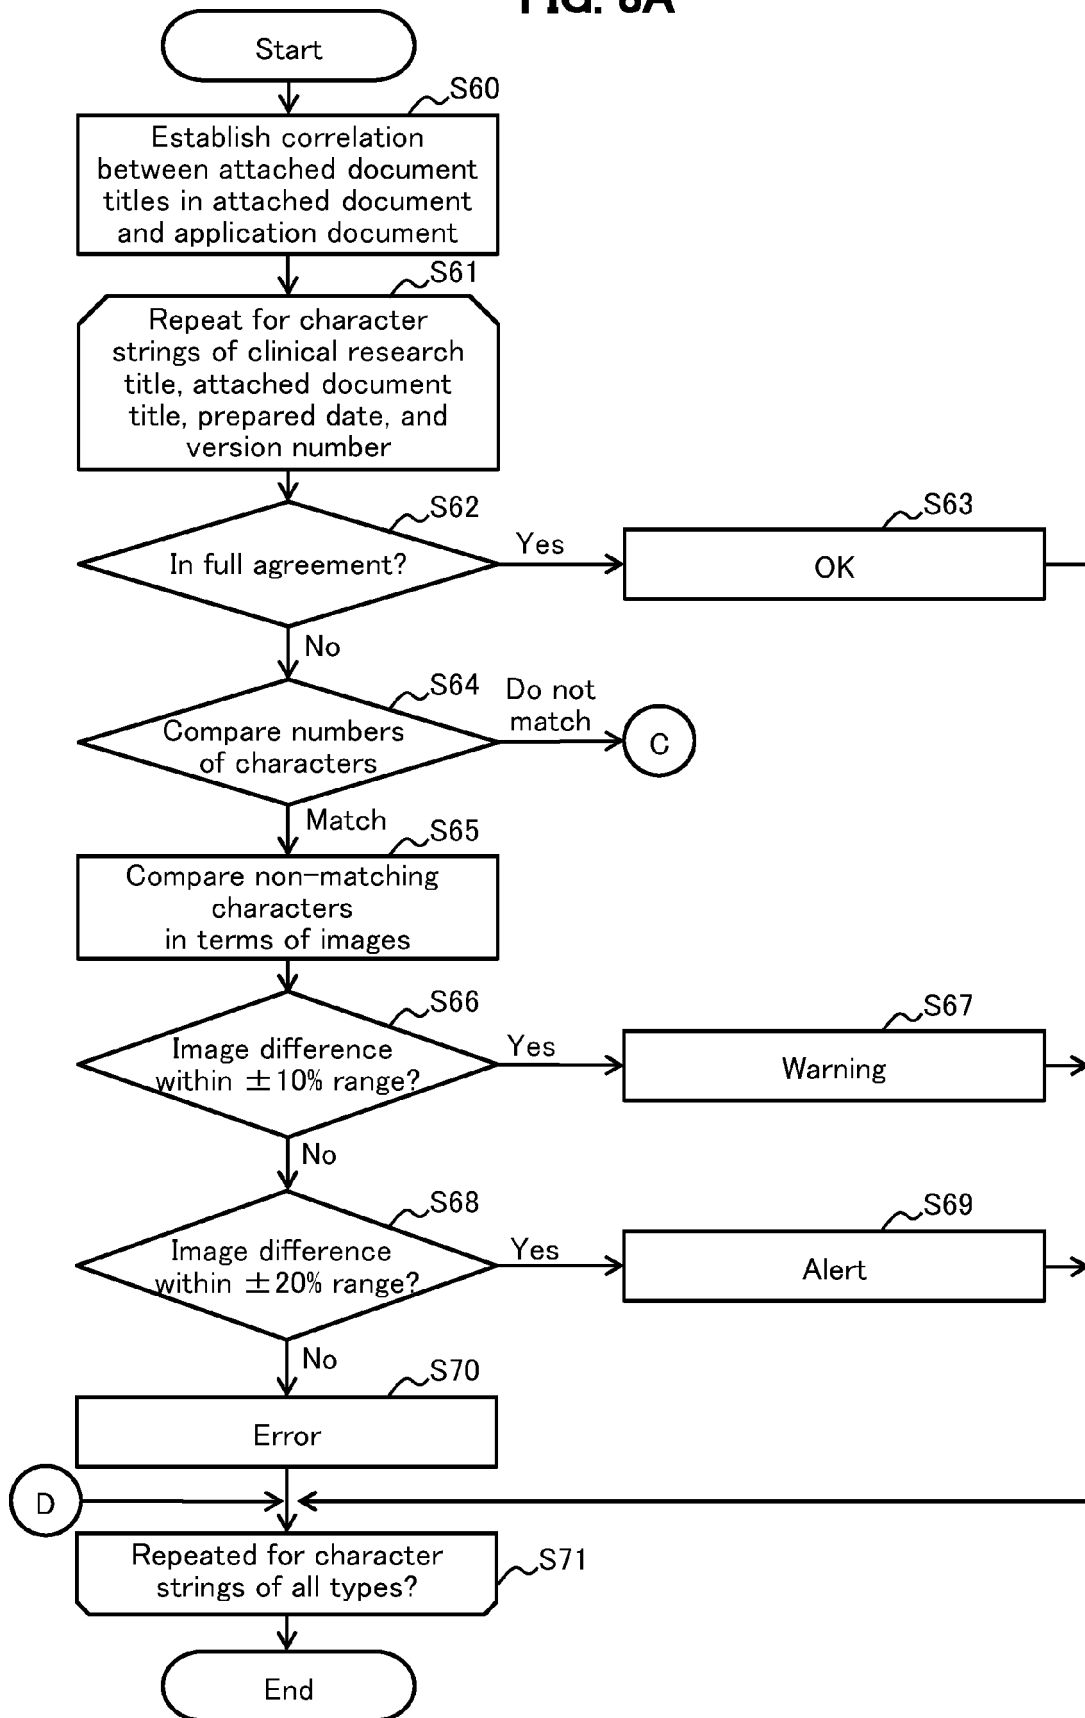 Start
S60
Establish correlation
between attached document
titles in attached document
and application document
S61
Repeat for character
strings of clinical research
title, attached document
title, prepared date, and
version number
S62
In full agreement?
Yes
S63
OK
No
S64
Compare numbers
of characters
Do not
match
C
Match
S65
Compare non-matching
characters
in terms of images
S66
Image difference
within ±10% range?
Yes
S67
Warning
No
S68
Image difference
within ±20% range?
Yes
S69
Alert
No
S70
Error
D
Repeated for character
strings of all types?
S71
End